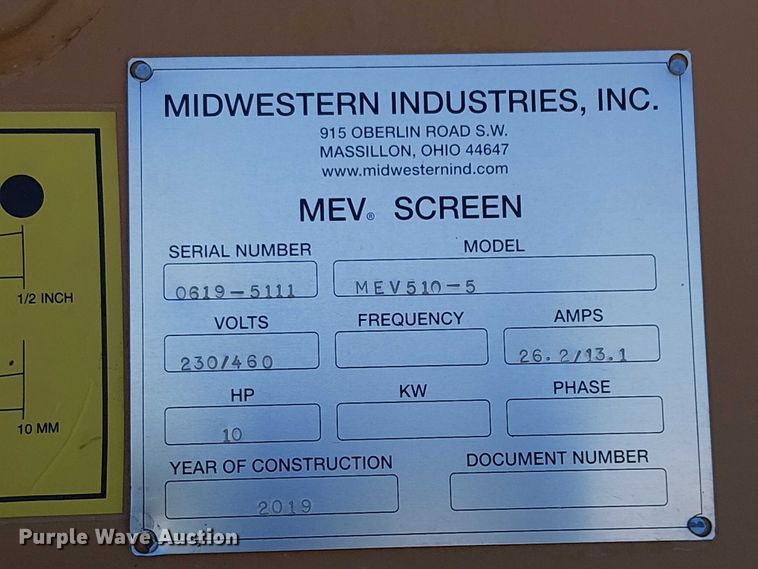 MIDWESTERN INDUSTRIES, INC.
915 OBERLIN ROAD S.W.
MASSILLON, OHIO 44647
www.midwesternind.com
MEV® SCREEN
SERIAL NUMBER MODEL
0619-5111 MEV510-5
VOLTS FREQUENCY AMPS
230/460 26.2/13.1
HP KW PHASE
10
YEAR OF CONSTRUCTION DOCUMENT NUMBER
2019
1/2 INCH
10 MM
Purple Wave Auction